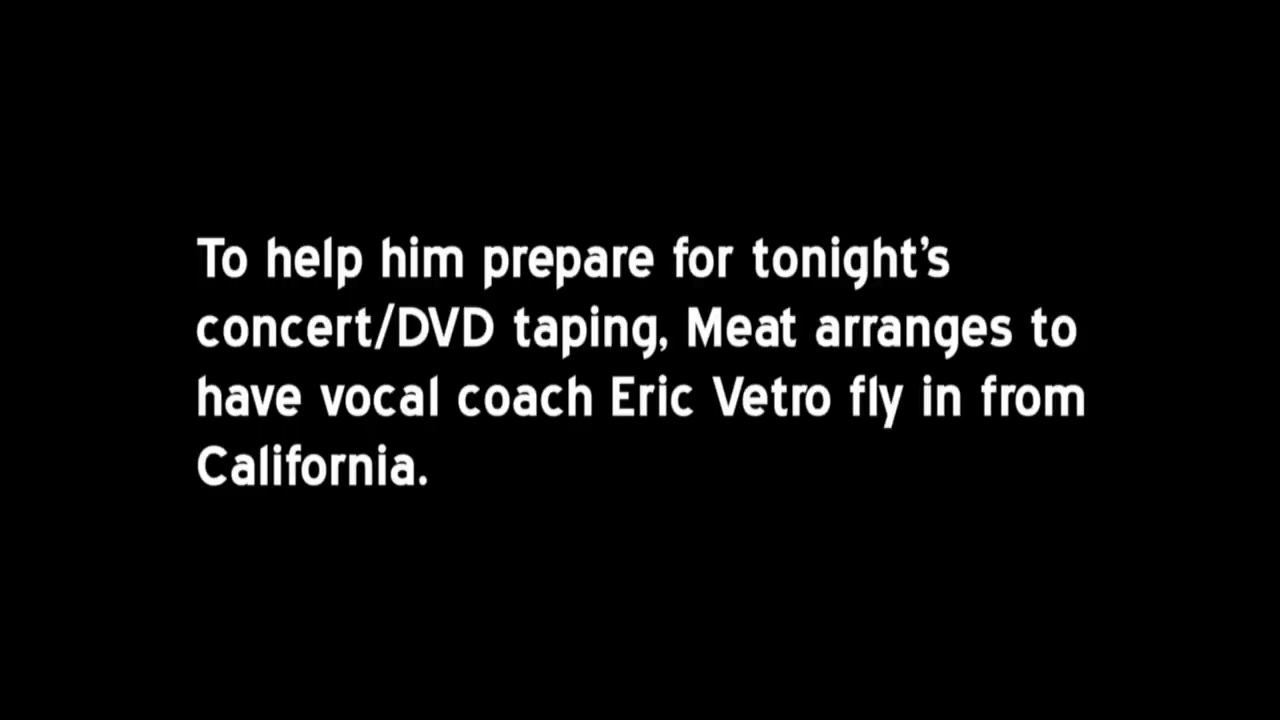 To help him prepare for tonight’s
concert/DVD taping, Meat arranges to
have vocal coach Eric Vetro fly in from
California.